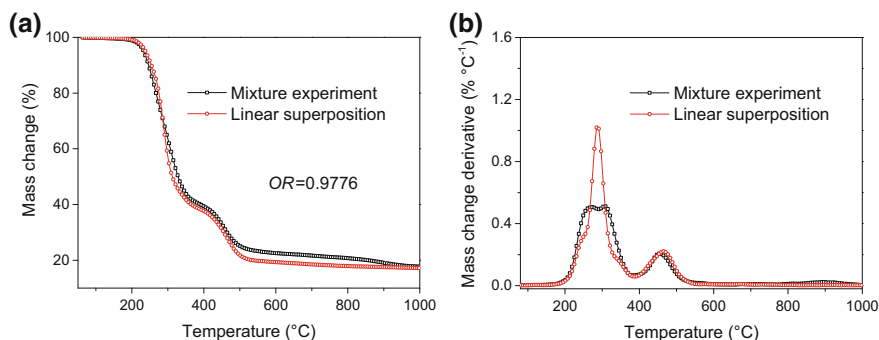 (a)
100
80
60
40
20
Mass change (%)
Mixture experiment
Linear superposition
OR=0.9776
200 400 600 800 1000
Temperature (°C)
(b)
1.6
1.2
0.8
0.4
0.0
Mass change derivative (% °C⁻¹)
Mixture experiment
Linear superposition
200 400 600 800 1000
Temperature (°C)